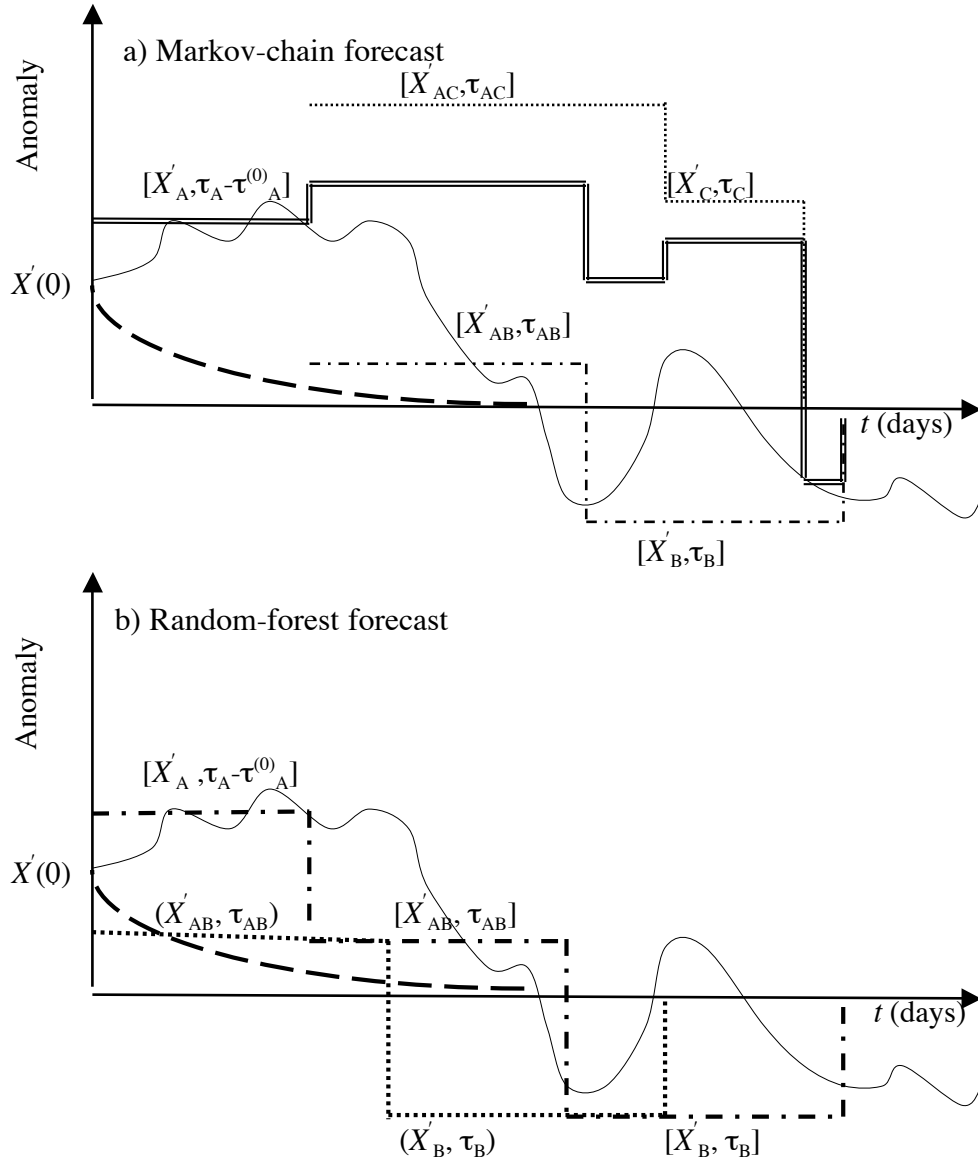 a) Markov-chain forecast
Anomaly
[X'AC,τAC]
[X'A,τA-τ(0)A]
[X'C,τC]
X'(0)
[X'AB,τAB]
t (days)
[X'B,τB]
b) Random-forest forecast
Anomaly
[X'A ,τA-τ(0)A]
X'(0)
(X'AB, τAB)
[X'AB, τAB]
t (days)
(X'B, τB)
[X'B, τB]